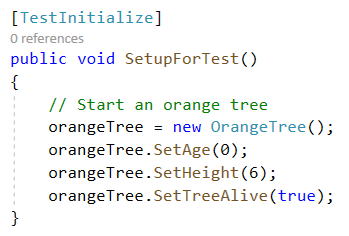 [TestInitialize]
0 references
public void SetupForTest()
{
    // Start an orange tree
    orangeTree = new OrangeTree();
    orangeTree.SetAge(0);
    orangeTree.SetHeight(6);
    orangeTree.SetTreeAlive(true);
}